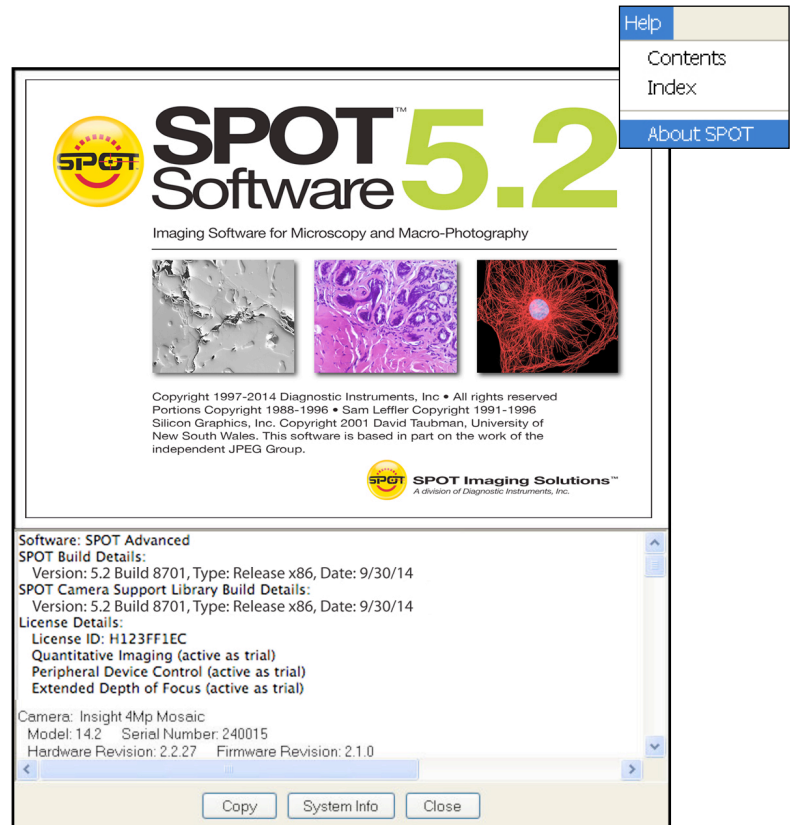 Help
Contents
Index
About SPOT
SPOT
SPOT™ 5.2
Software
Imaging Software for Microscopy and Macro-Photography
Copyright 1997-2014 Diagnostic Instruments, Inc • All rights reserved
Portions Copyright 1988-1996 • Sam Leffler Copyright 1991-1996
Silicon Graphics, Inc. Copyright 2001 David Taubman, University of
New South Wales. This software is based in part on the work of the
independent JPEG Group.
SPOT
SPOT Imaging Solutions™
A division of Diagnostic Instruments, Inc.
Software: SPOT Advanced
SPOT Build Details:
Version: 5.2 Build 8701, Type: Release x86, Date: 9/30/14
SPOT Camera Support Library Build Details:
Version: 5.2 Build 8701, Type: Release x86, Date: 9/30/14
License Details:
License ID: H123FF1EC
Quantitative Imaging (active as trial)
Peripheral Device Control (active as trial)
Extended Depth of Focus (active as trial)
Camera: Insight 4Mp Mosaic
Model: 14.2 Serial Number: 240015
Hardware Revision: 2.2.27 Firmware Revision: 2.1.0
Copy System Info Close